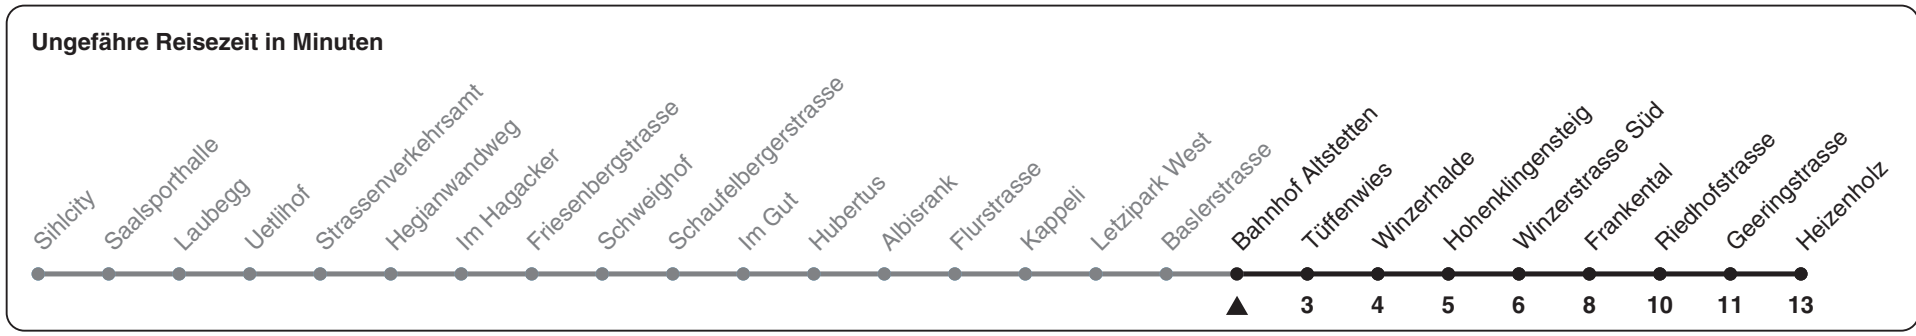 Ungefähre Reisezeit in Minuten
Sihlcity
Saalsporthalle
Laubegg
Uetlihof
Strassenverkehrsamt
Hegianwandweg
Im Hagacker
Friesenbergstrasse
Schweighof
Schaufelbergerstrasse
Im Gut
Hubertus
Albisrank
Flurstrasse
Kappeli
Letzipark West
Baslerstrasse
Bahnhof Altstetten
Tüffenwies
Winzerhalde
Hohenklingensteig
Winzerstrasse Süd
Frankental
Riedhofstrasse
Geeringstrasse
Heizenholz
3 4 5 6 8 10 11 13